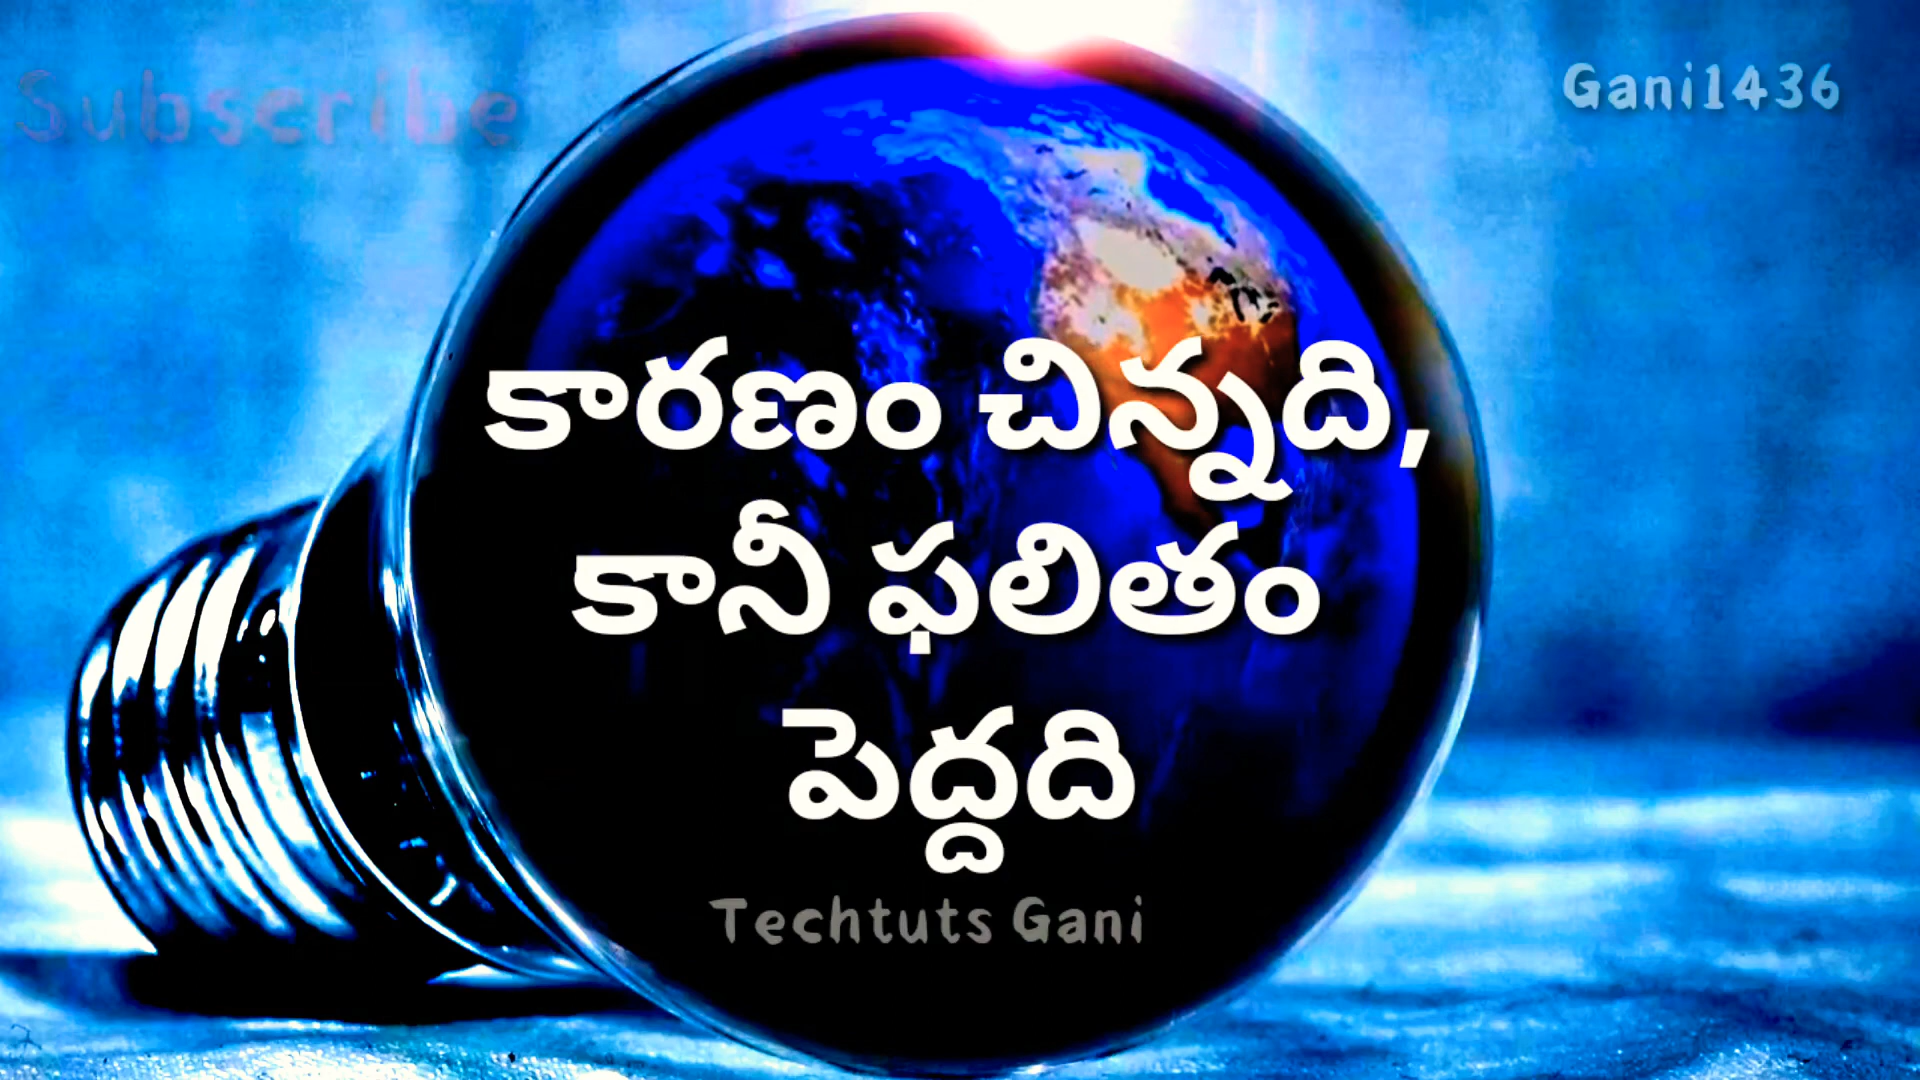 Subscribe
Gani1436
కారణం చిన్నది,
కానీ ఫలితం
పెద్దది
Techtuts Gani